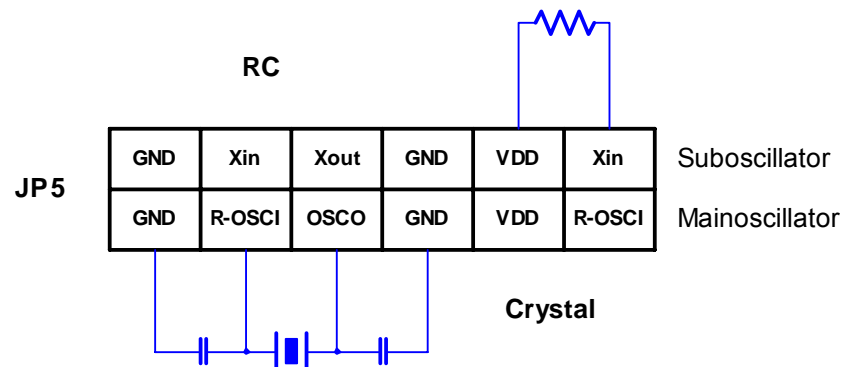 RC
GND Xin Xout GND VDD Xin Suboscillator
JP5
GND R-OSCI OSCO GND VDD R-OSCI Mainoscillator
Crystal